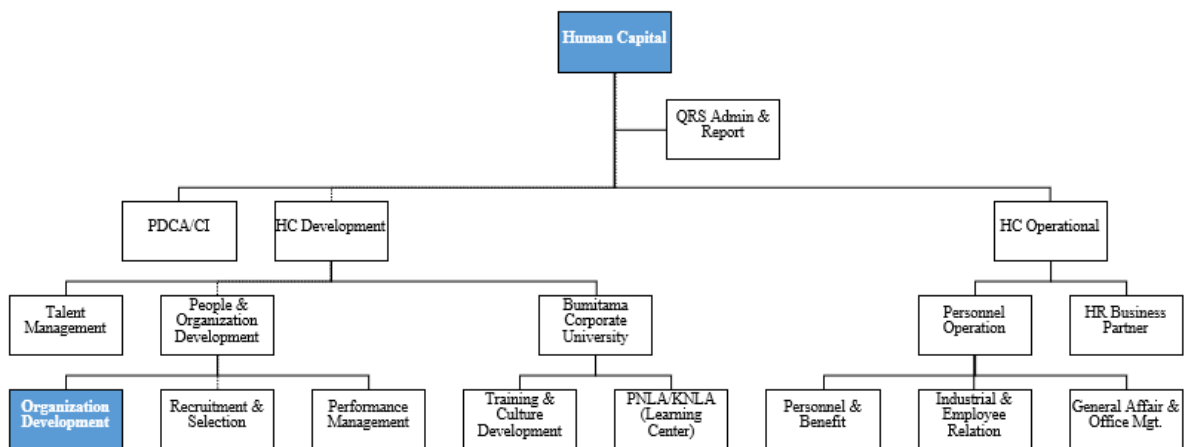 Human Capital
QRS Admin &
Report
PDCA/CI
HC Development
HC Operational
Talent
Management
People &
Organization
Development
Bumitama
Corporate
University
Personnel
Operation
HR Business
Partner
Organization
Development
Recruitment &
Selection
Performance
Management
Training &
Culture
Development
PNLA/KNLA
(Learning
Center)
Personnel &
Benefit
Industrial &
Employee
Relation
General Affair &
Office Mgt.